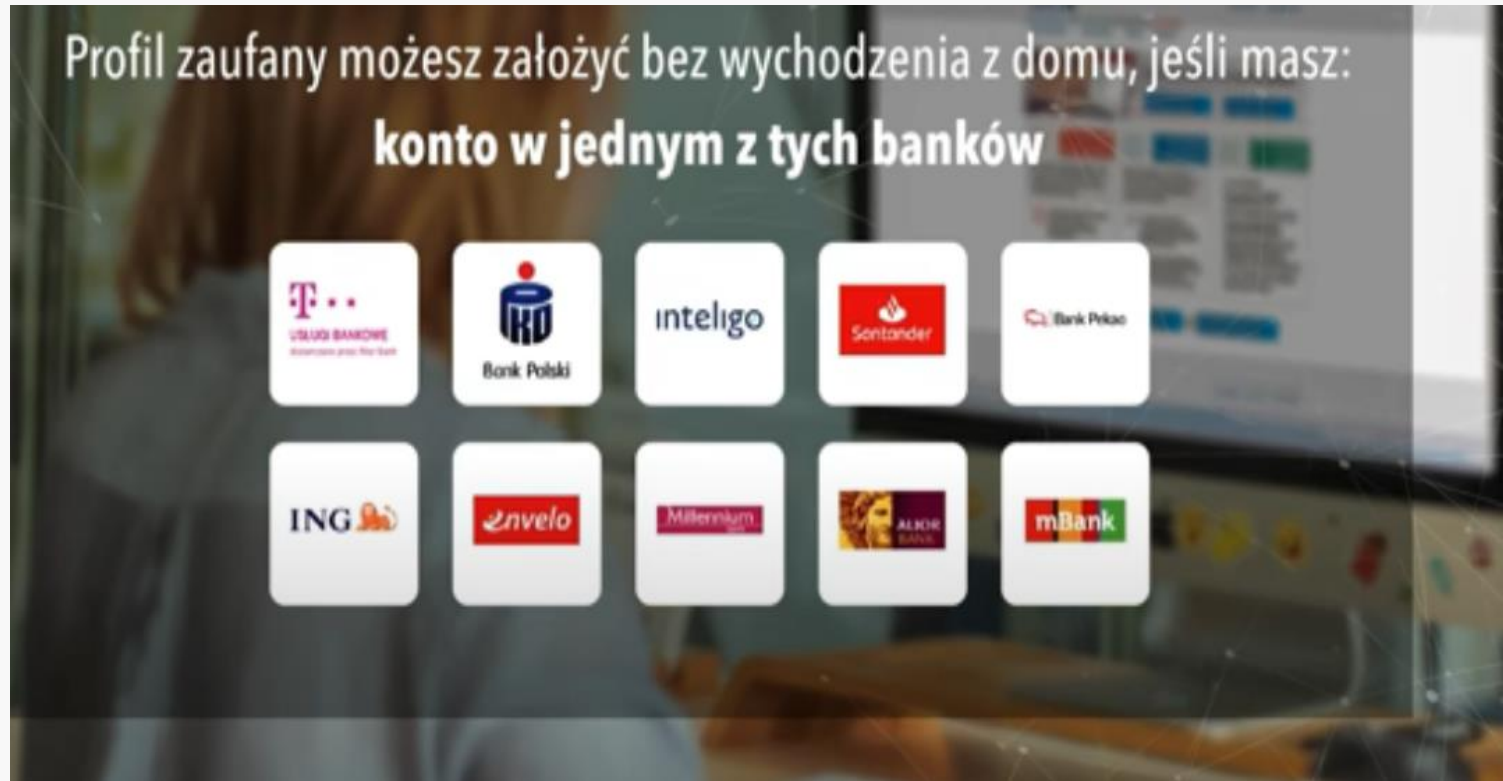 Profil zaufany możesz założyć bez wychodzenia z domu, jeśli masz:
konto w jednym z tych banków
T··
USŁUGI BANKOWE
PKO
Bank Polski
inteligo
Santander
Bank Pekao
ING
envelo
Millennium
ALIOR
BANK
mBank